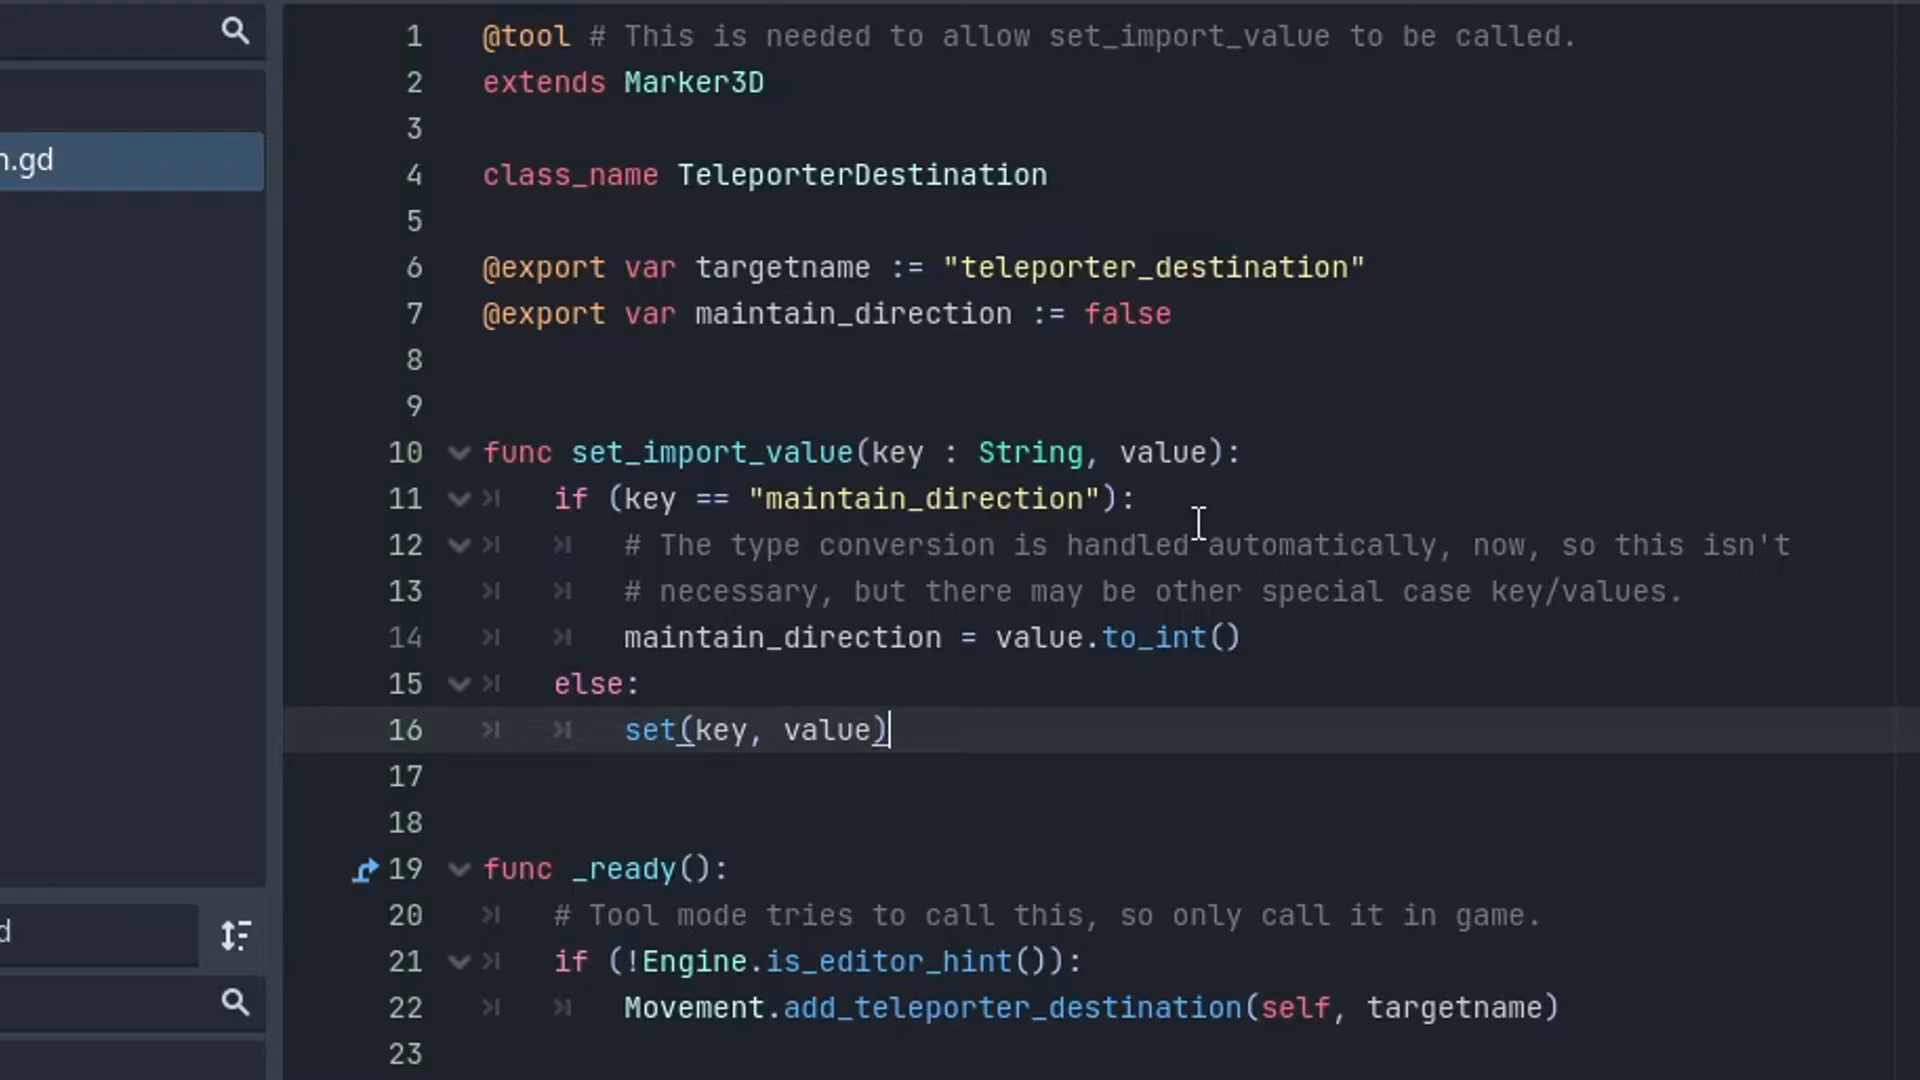 1 @tool # This is needed to allow set_import_value to be called.
2 extends Marker3D
3
4 class_name TeleporterDestination
5
6 @export var targetname := "teleporter_destination"
7 @export var maintain_direction := false
8
9
10 func set_import_value(key : String, value):
11 if (key == "maintain_direction"):
12 # The type conversion is handled automatically, now, so this isn't
13 # necessary, but there may be other special case key/values.
14 maintain_direction = value.to_int()
15 else:
16 set(key, value)
17
18
19 func _ready():
20 # Tool mode tries to call this, so only call it in game.
21 if (!Engine.is_editor_hint()):
22 Movement.add_teleporter_destination(self, targetname)
23
n.gd
d